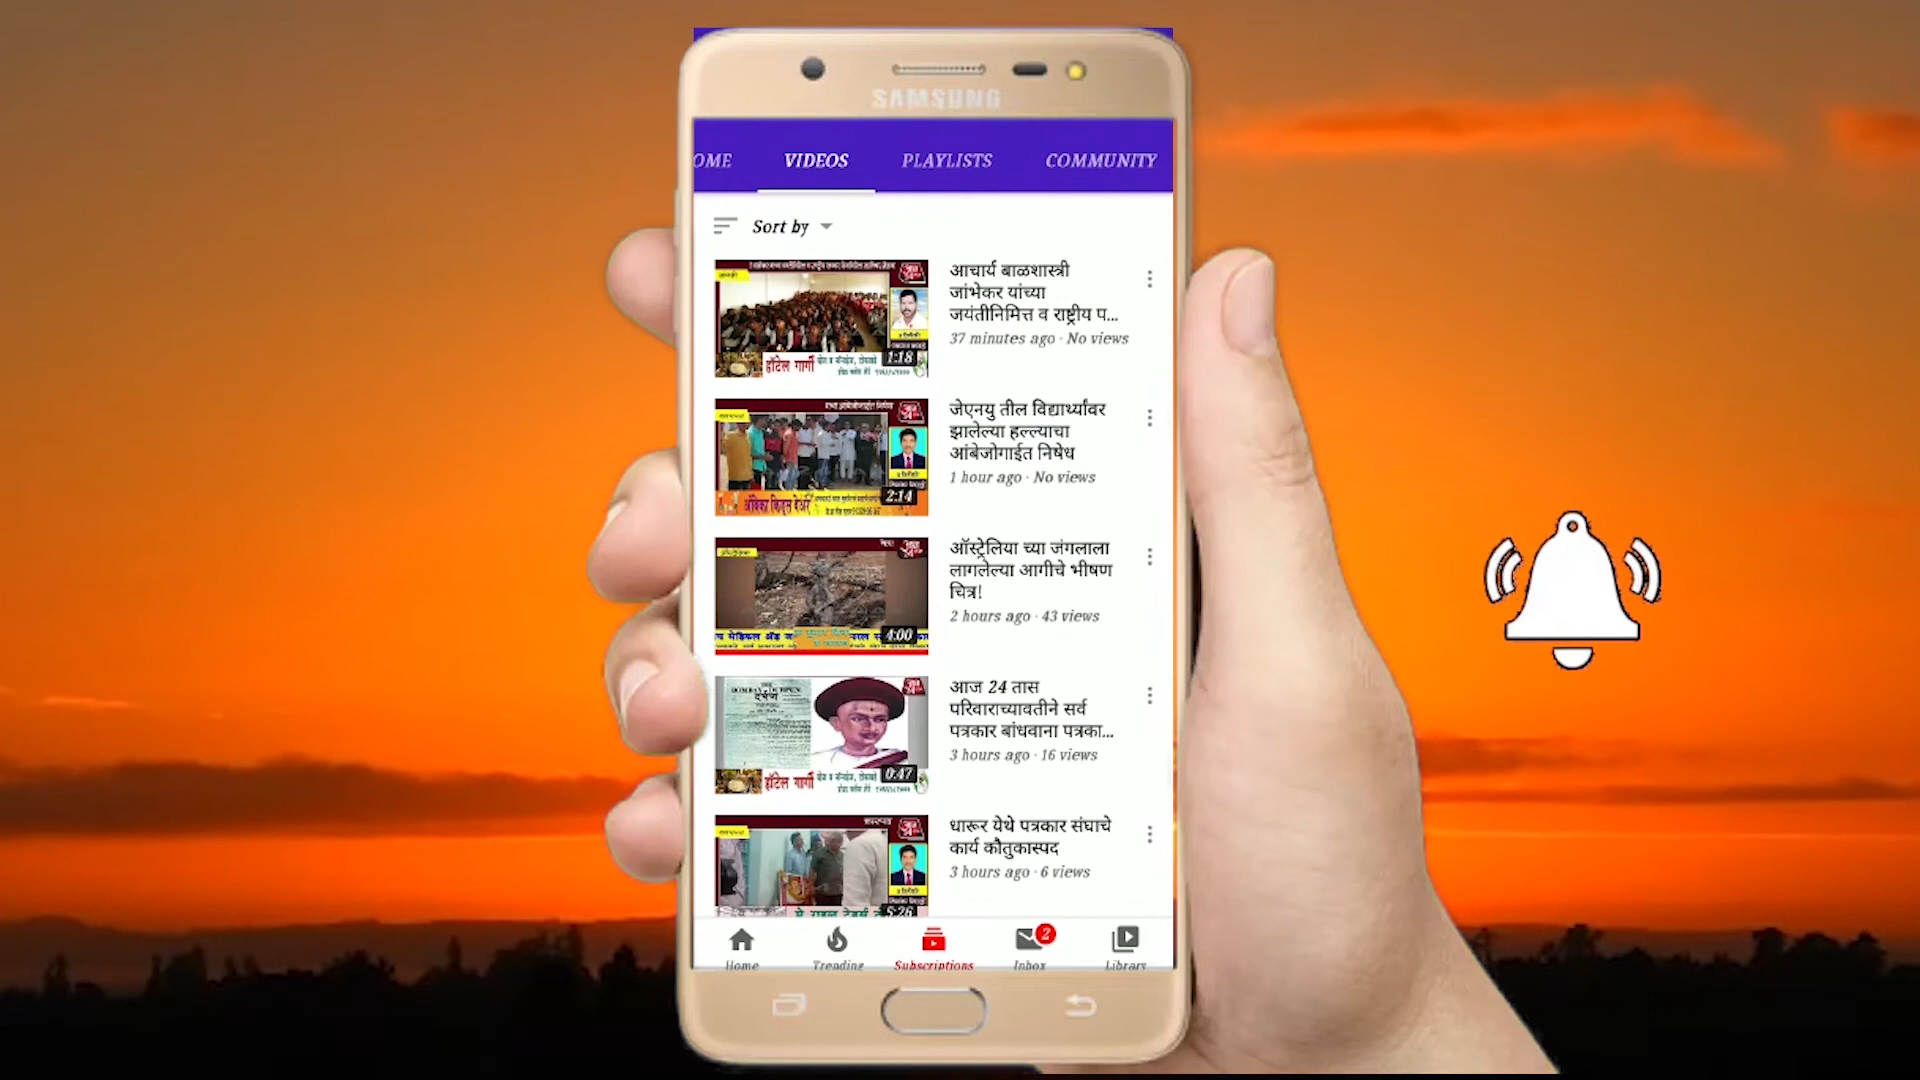 SAMSUNG
OME VIDEOS PLAYLISTS COMMUNITY
Sort by
आचार्य बाळशास्त्री
जांभेकर यांच्या
जयंतीनिमित्त व राष्ट्रीय प...
37 minutes ago · No views
हॉटेल गार्गी
1:18
जेएनयु तील विद्यार्थ्यांवर
झालेल्या हल्ल्याचा
आंबेजोगाईत निषेध
1 hour ago · No views
2:14
ऑस्ट्रेलिया च्या जंगलाला
लागलेल्या आगीचे भीषण
चित्र!
2 hours ago · 43 views
4:00
आज 24 तास
परिवाराच्यावतीने सर्व
पत्रकार बांधवाना पत्रका...
3 hours ago · 16 views
हॉटेल गार्गी
0:47
धारूर येथे पत्रकार संघाचे
कार्य कौतुकास्पद
3 hours ago · 6 views
5:26
2
Home Trending Subscriptions Inbox Library